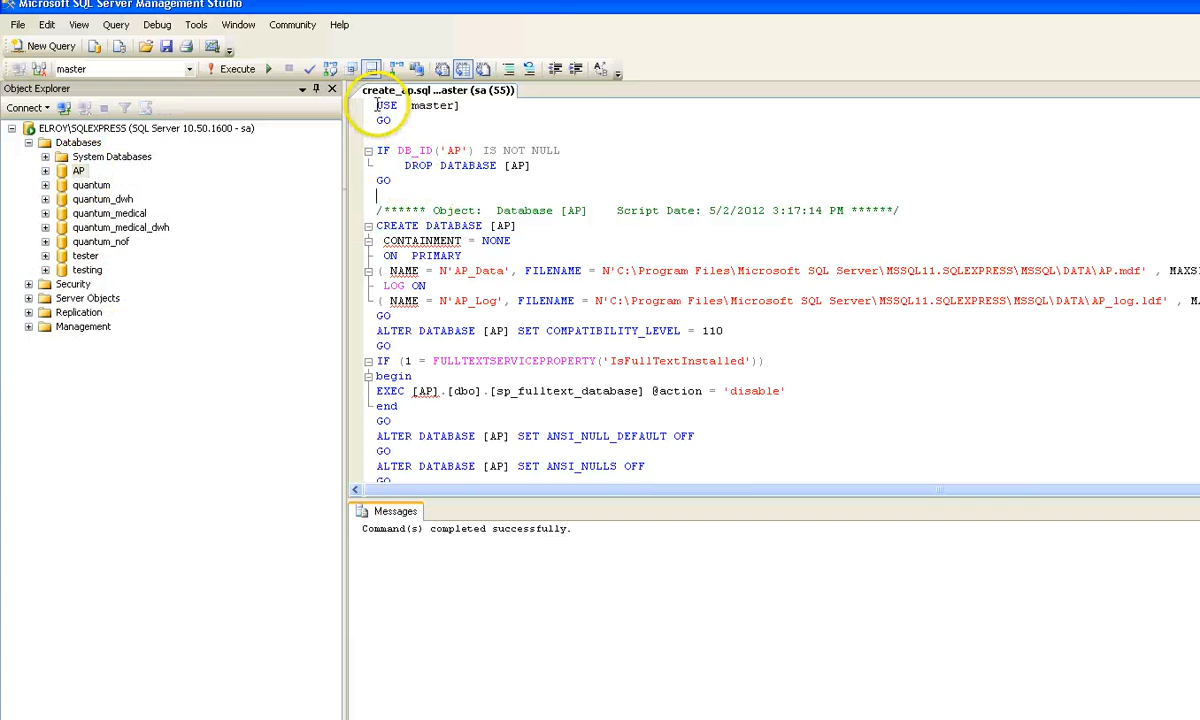 Microsoft SQL Server Management Studio
File Edit View Query Debug Tools Window Community Help
New Query
master Execute
Object Explorer
Connect
ELROY\SQLEXPRESS (SQL Server 10.50.1600 - sa)
Databases
System Databases
AP
quantum
quantum_dwh
quantum_medical
quantum_medical_dwh
quantum_nof
tester
testing
Security
Server Objects
Replication
Management
create_ap.sql ...aster (sa (55))
USE [master]
GO
IF DB_ID('AP') IS NOT NULL
DROP DATABASE [AP]
GO
/****** Object: Database [AP] Script Date: 5/2/2012 3:17:14 PM ******/
CREATE DATABASE [AP]
CONTAINMENT = NONE
ON PRIMARY
( NAME = N'AP_Data', FILENAME = N'C:\Program Files\Microsoft SQL Server\MSSQL11.SQLEXPRESS\MSSQL\DATA\AP.mdf' , MAXSI
LOG ON
( NAME = N'AP_Log', FILENAME = N'C:\Program Files\Microsoft SQL Server\MSSQL11.SQLEXPRESS\MSSQL\DATA\AP_log.ldf' , M
GO
ALTER DATABASE [AP] SET COMPATIBILITY_LEVEL = 110
GO
IF (1 = FULLTEXTSERVICEPROPERTY('IsFullTextInstalled'))
begin
EXEC [AP].[dbo].[sp_fulltext_database] @action = 'disable'
end
GO
ALTER DATABASE [AP] SET ANSI_NULL_DEFAULT OFF
GO
ALTER DATABASE [AP] SET ANSI_NULLS OFF
GO
Messages
Command(s) completed successfully.